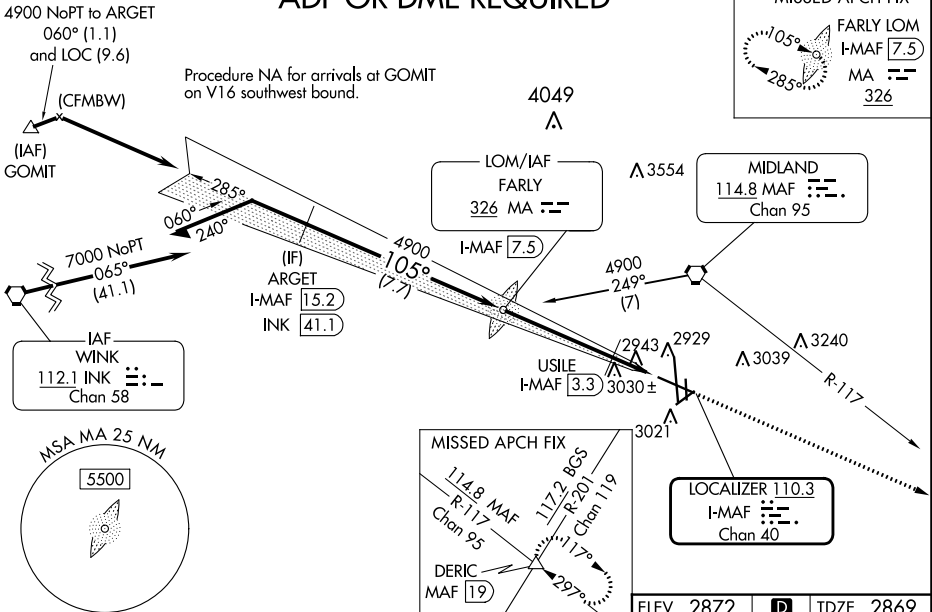 ADF OR DME REQUIRED
4900 NoPT to ARGET
060° (1.1)
and LOC (9.6)
(CFMBW)
(IAF)
GOMIT
Procedure NA for arrivals at GOMIT
on V16 southwest bound.
MISSED APCH FIX
FARLY LOM
I-MAF 7.5
MA
326
105°
285°
4049
LOM/IAF
FARLY
326 MA
I-MAF 7.5
3554
MIDLAND
114.8 MAF
Chan 95
285°
060°
240°
7000 NoPT
065°
(41.1)
(IF)
ARGET
I-MAF 15.2
INK 41.1
4900
105°
(7.7)
4900
249°
(7)
IAF
WINK
112.1 INK
Chan 58
USILE
I-MAF 3.3
2943
2929
3030 ±
3021
3039
3240
R-117
MSA MA 25 NM
5500
MISSED APCH FIX
114.8 MAF
R-117
Chan 95
117.2 BGS
R-201
Chan 119
DERIC
MAF 19
117°
297°
LOCALIZER 110.3
I-MAF
Chan 40
ELEV 2872
D
TDZE 2869